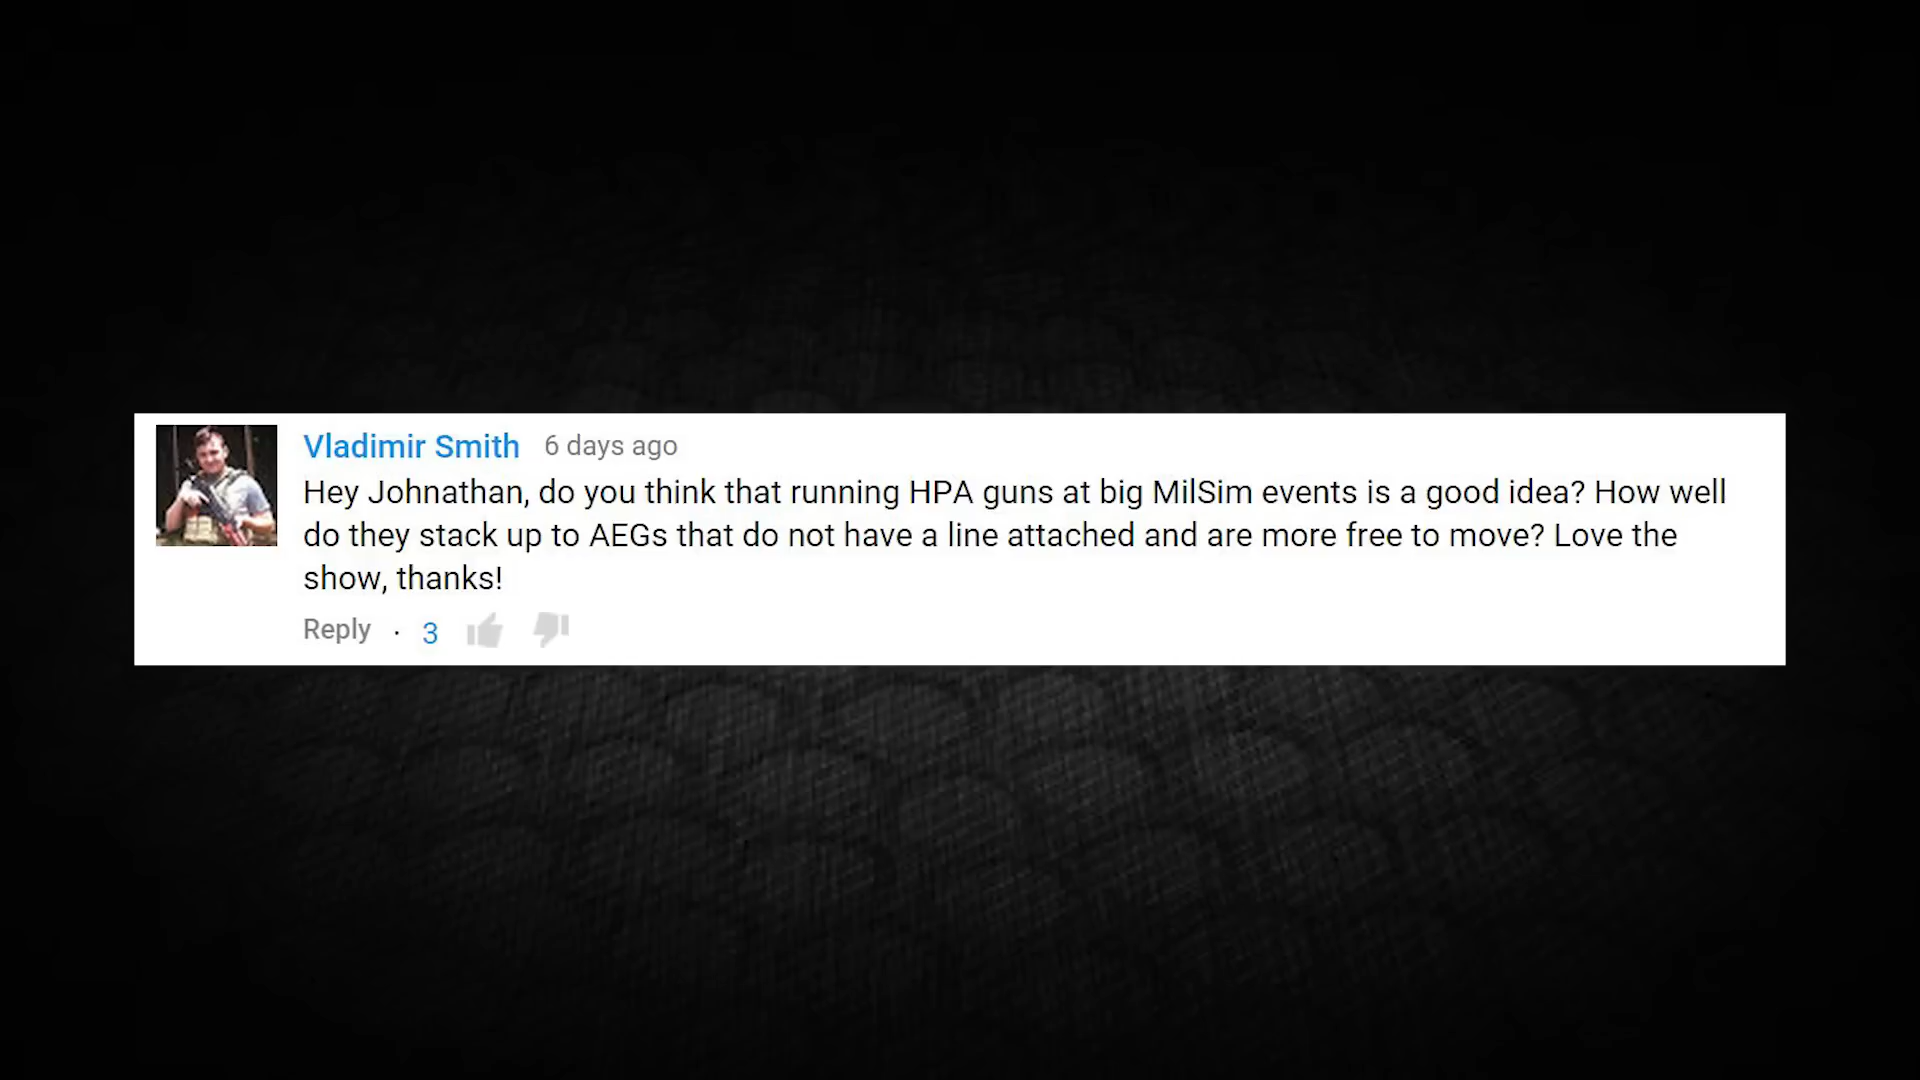 Vladimir Smith 6 days ago
Hey Johnathan, do you think that running HPA guns at big MilSim events is a good idea? How well
do they stack up to AEGs that do not have a line attached and are more free to move? Love the
show, thanks!
Reply · 3